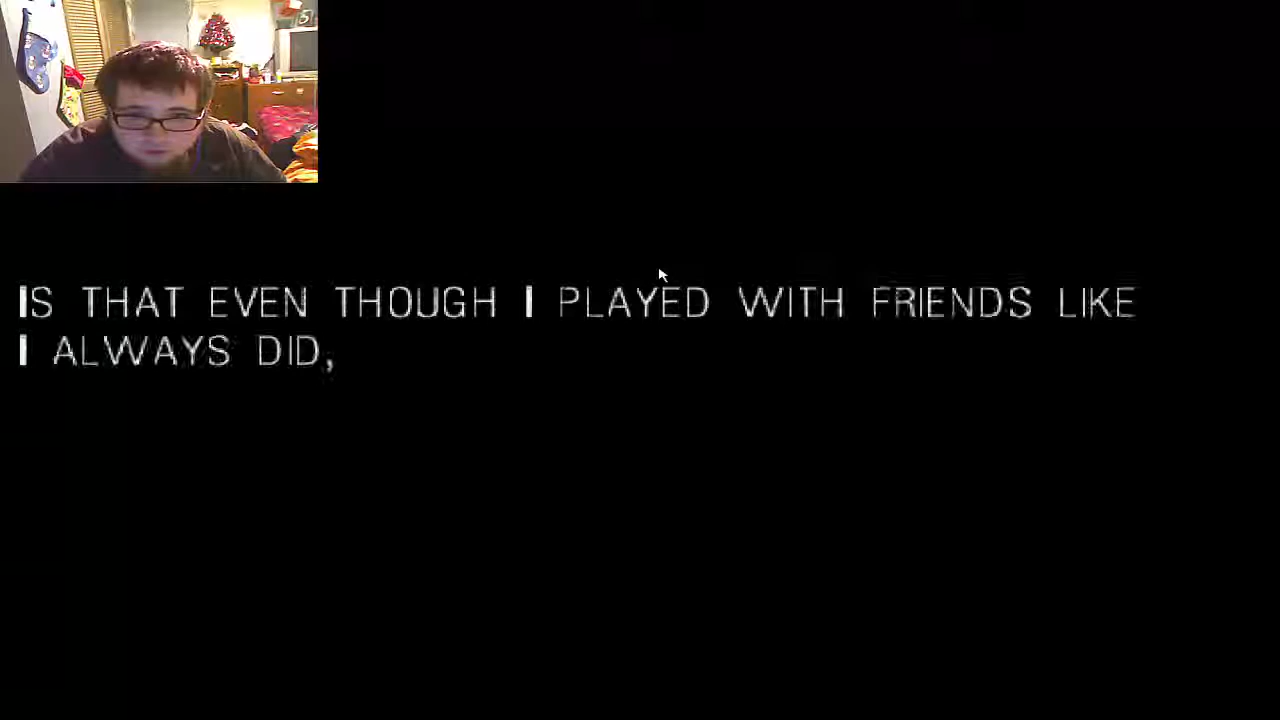 IS THAT EVEN THOUGH I PLAYED WITH FRIENDS LIKE
I ALWAYS DID,